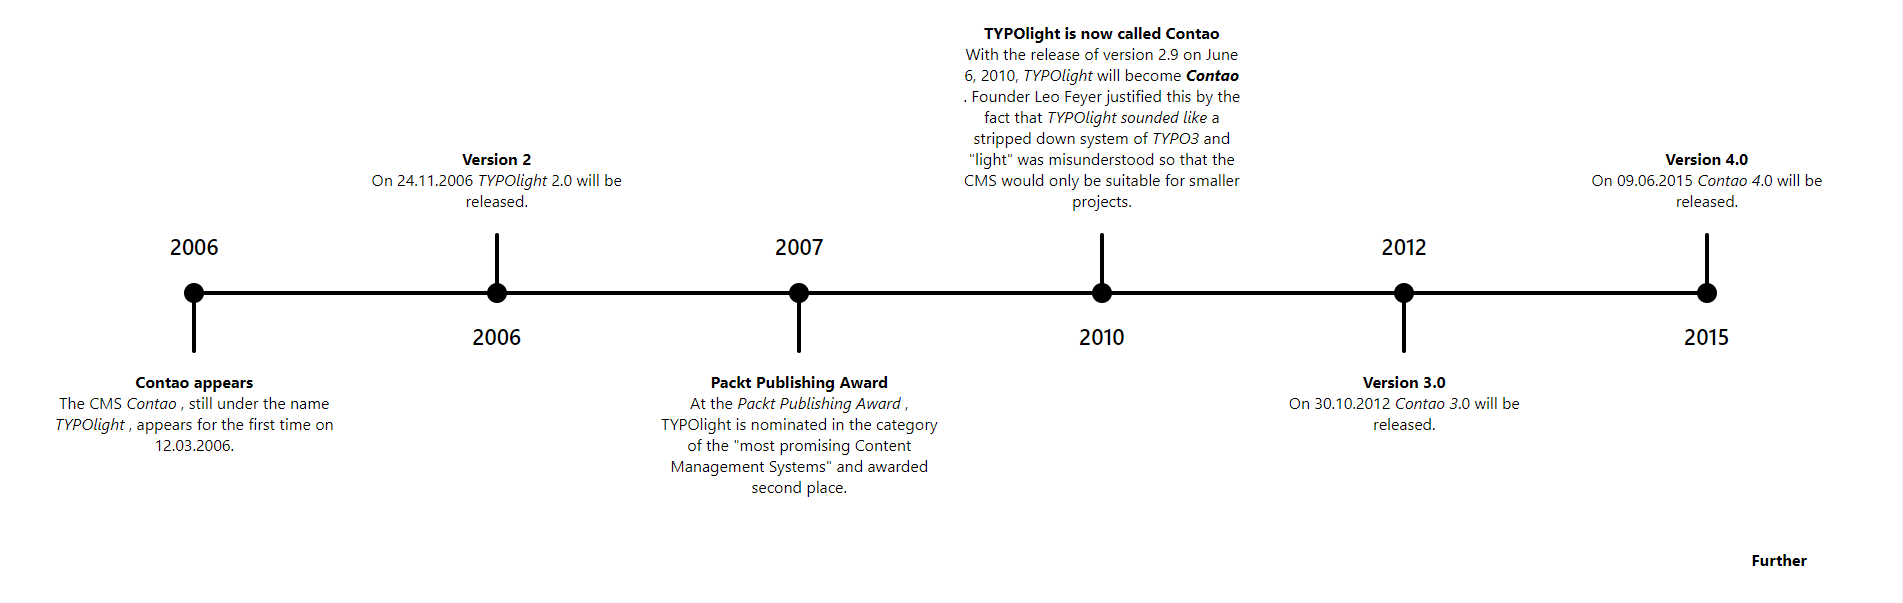 TYPOlight is now called Contao
With the release of version 2.9 on June
6, 2010, TYPOlight will become Contao
. Founder Leo Feyer justified this by the
fact that TYPOlight sounded like a
stripped down system of TYPO3 and
"light" was misunderstood so that the
CMS would only be suitable for smaller
projects.
Version 2
On 24.11.2006 TYPOlight 2.0 will be
released.
Version 4.0
On 09.06.2015 Contao 4.0 will be
released.
2006
2007
2012
2006
2010
2015
Contao appears
The CMS Contao , still under the name
TYPOlight , appears for the first time on
12.03.2006.
Packt Publishing Award
At the Packt Publishing Award ,
TYPOlight is nominated in the category
of the "most promising Content
Management Systems" and awarded
second place.
Version 3.0
On 30.10.2012 Contao 3.0 will be
released.
Further